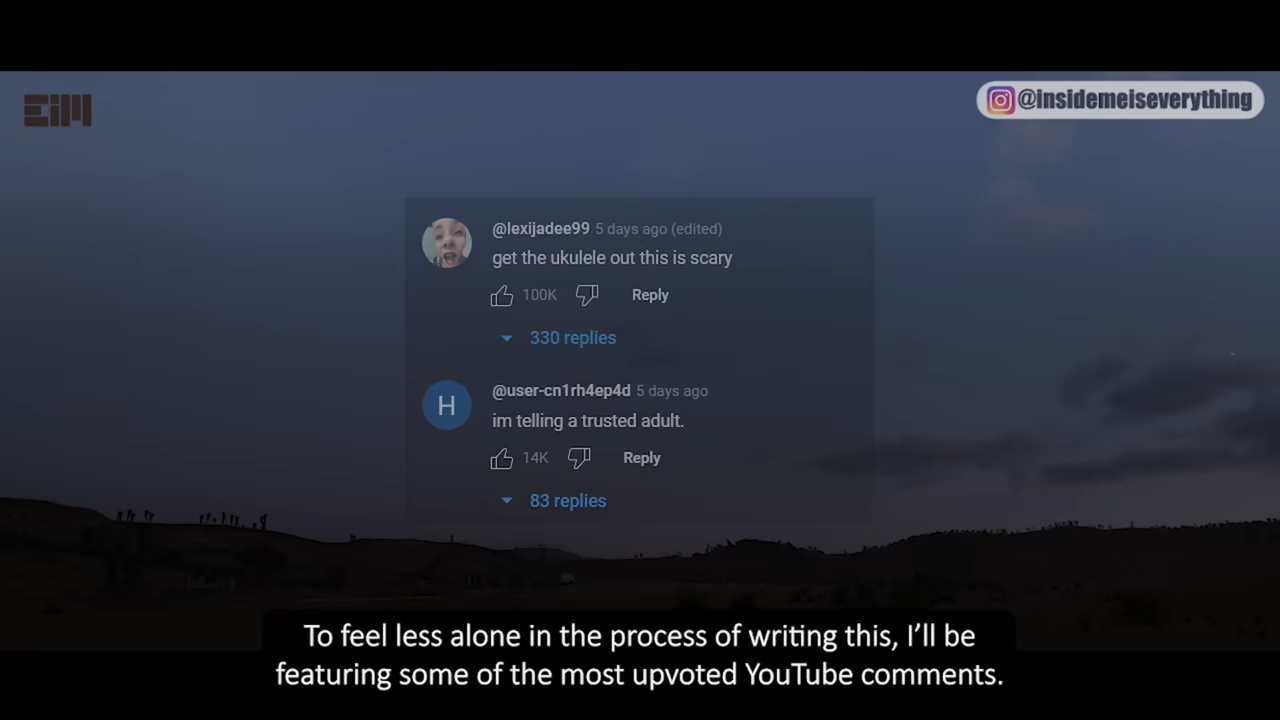 EiM
@insidemeiseverything
@lexijadee99 5 days ago (edited)
get the ukulele out this is scary
100K Reply
330 replies
H
@user-cn1rh4ep4d 5 days ago
im telling a trusted adult.
14K Reply
83 replies
To feel less alone in the process of writing this, I’ll be
featuring some of the most upvoted YouTube comments.